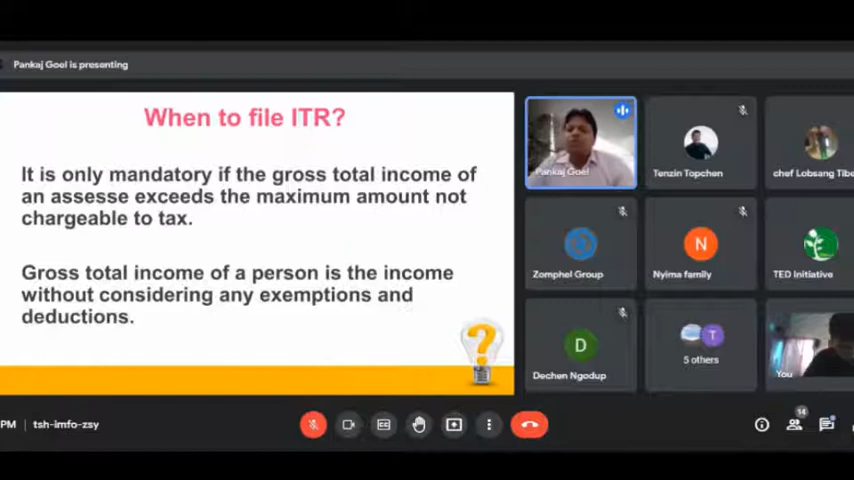 Pankaj Goel is presenting
When to file ITR?
It is only mandatory if the gross total income of
an assesse exceeds the maximum amount not
chargeable to tax.
Gross total income of a person is the income
without considering any exemptions and
deductions.
Pankaj Goel
Tenzin Topchen
chef Lobsang Tibe
Zomphel Group
N
Nyima family
TED Initiative
D
Dechen Ngodup
T
5 others
You
PM
tsh-imfo-zsy
14